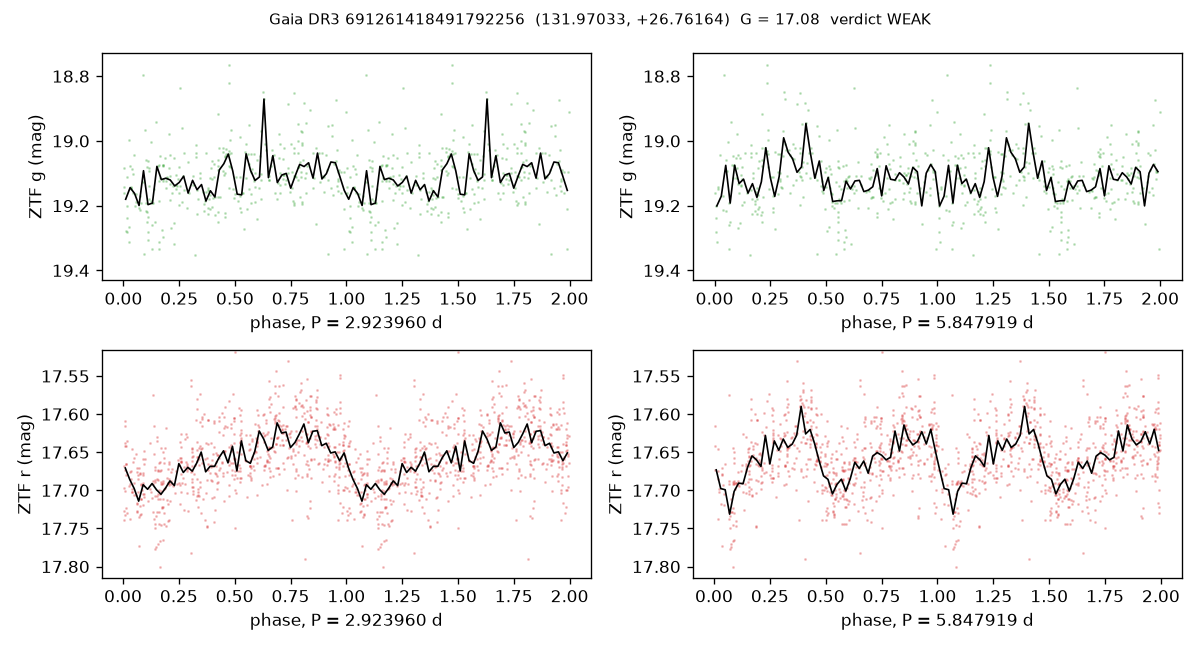 Gaia DR3 691261418491792256 (131.97033, +26.76164) G = 17.08 verdict WEAK
ZTF g (mag)
18.8
19.0
19.2
19.4
0.00 0.25 0.50 0.75 1.00 1.25 1.50 1.75 2.00
phase, P = 2.923960 d
ZTF g (mag)
18.8
19.0
19.2
19.4
0.00 0.25 0.50 0.75 1.00 1.25 1.50 1.75 2.00
phase, P = 5.847919 d
ZTF r (mag)
17.55
17.60
17.65
17.70
17.75
17.80
0.00 0.25 0.50 0.75 1.00 1.25 1.50 1.75 2.00
phase, P = 2.923960 d
ZTF r (mag)
17.55
17.60
17.65
17.70
17.75
17.80
0.00 0.25 0.50 0.75 1.00 1.25 1.50 1.75 2.00
phase, P = 5.847919 d